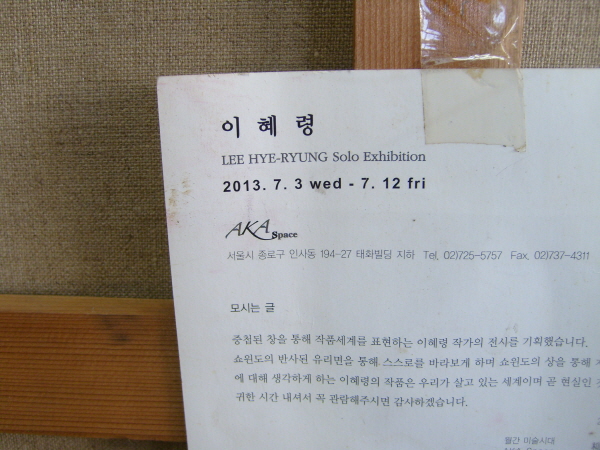 이혜령
LEE HYE-RYUNG Solo Exhibition
2013. 7. 3 wed - 7. 12 fri
AKA Space
서울시 종로구 인사동 194-27 태화빌딩 지하 Tel. 02)725-5757 Fax. 02)737-4311
모시는 글
중첩된 창을 통해 작품세계를 표현하는 이혜령 작가의 전시를 기획했습니다.
쇼윈도의 반사된 유리면을 통해 스스로를 바라보게 하며 쇼윈도의 상을 통해
에 대해 생각하게 하는 이혜령의 작품은 우리가 살고 있는 세계이며 곧 현실인
귀한 시간 내셔서 꼭 관람해주시면 감사하겠습니다.
월간 미술시대
AKA Space